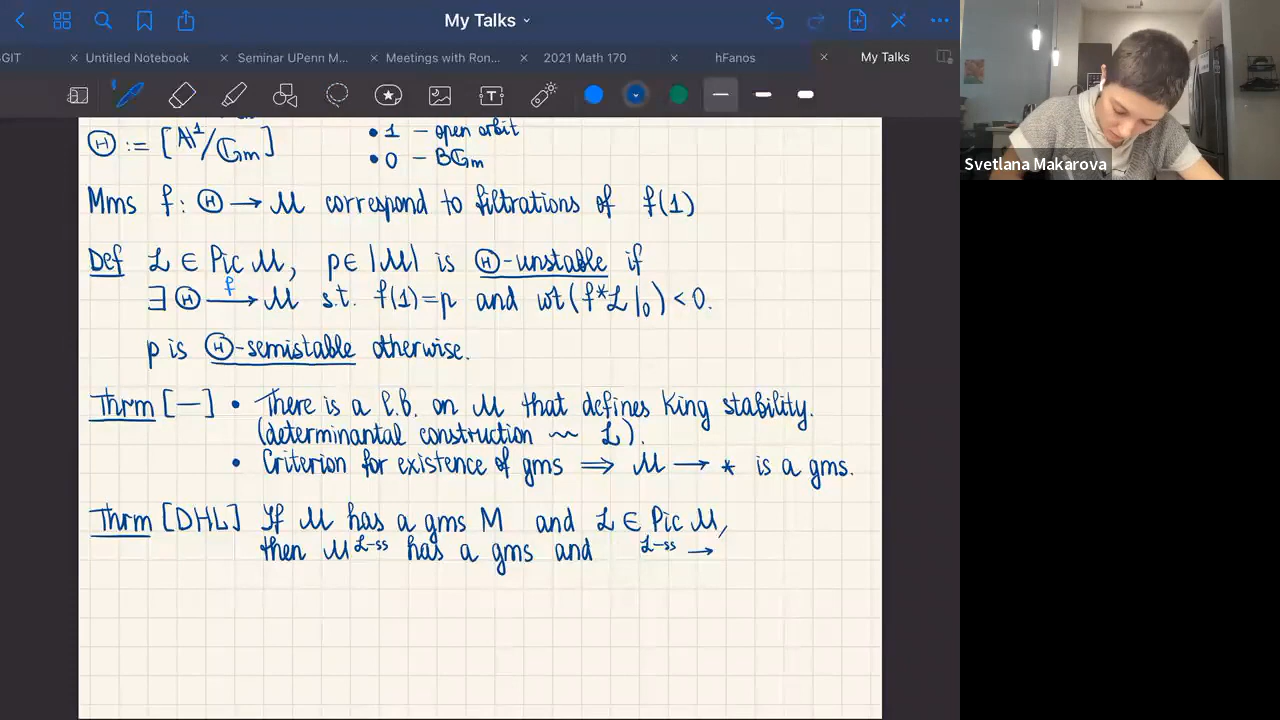 My Talks
GIT
Untitled Notebook
Seminar UPenn M...
Meetings with Ron...
2021 Math 170
hFanos
My Talks
Svetlana Makarova
Ⓗ := [𝔸¹/𝔾m]
• 1 – open orbit
• 0 – B𝔾m
Mms f: Ⓗ → ℳ correspond to filtrations of f(1)
Def ℒ ∈ Pic ℳ, p ∈ |ℳ| is Ⓗ-unstable if
∃ Ⓗ —f→ ℳ s.t. f(1)=p and wt(f*ℒ|₀) < 0.
p is Ⓗ-semistable otherwise.
Thrm [—] • There is a l.b. on ℳ that defines King stability.
(determinantal construction ~~ ℒ).
• Criterion for existence of gms ⟹ ℳ → * is a gms.
Thrm [DHL] If ℳ has a gms M and ℒ ∈ Pic ℳ,
then ℳ^ℒ-ss has a gms and ℒ-ss →